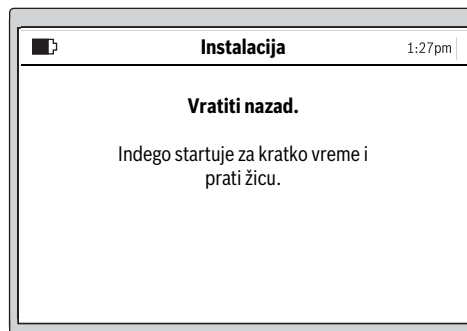 Instalacija 1:27pm
Vratiti nazad.
Indego startuje za kratko vreme i
prati žicu.